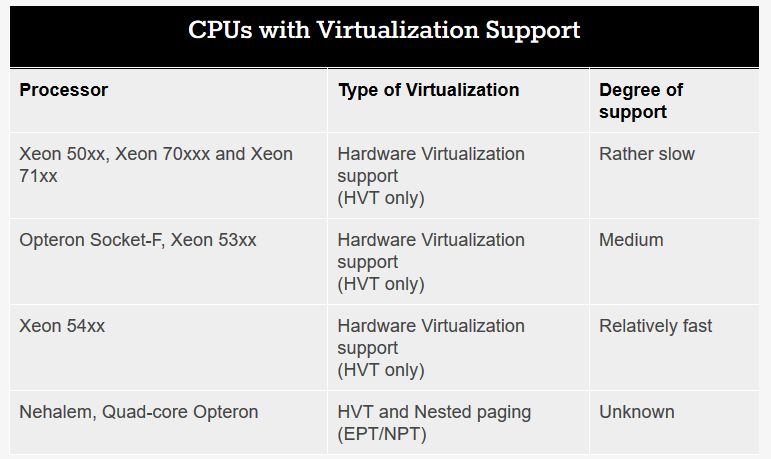 CPUs with Virtualization Support
Processor
Type of Virtualization
Degree of
support
Xeon 50xx, Xeon 70xxx and Xeon
71xx
Hardware Virtualization
support
(HVT only)
Rather slow
Opteron Socket-F, Xeon 53xx
Hardware Virtualization
support
(HVT only)
Medium
Xeon 54xx
Hardware Virtualization
support
(HVT only)
Relatively fast
Nehalem, Quad-core Opteron
HVT and Nested paging
(EPT/NPT)
Unknown